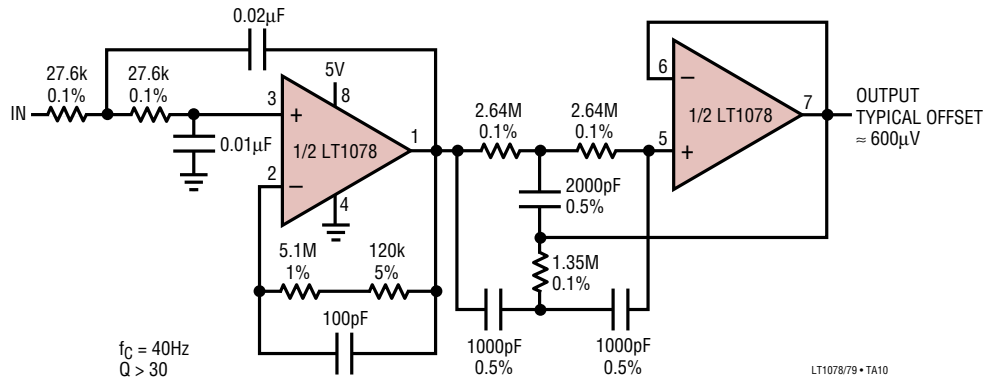 0.02µF
27.6k
0.1%
27.6k
0.1%
IN
0.01µF
3
+
2
–
1/2 LT1078
5V
8
4
1
5.1M
1%
120k
5%
100pF
fC = 40Hz
Q > 30
2.64M
0.1%
2.64M
0.1%
2000pF
0.5%
1.35M
0.1%
1000pF
0.5%
1000pF
0.5%
6
–
5
+
1/2 LT1078
7
OUTPUT
TYPICAL OFFSET
≈ 600µV
LT1078/79 • TA10